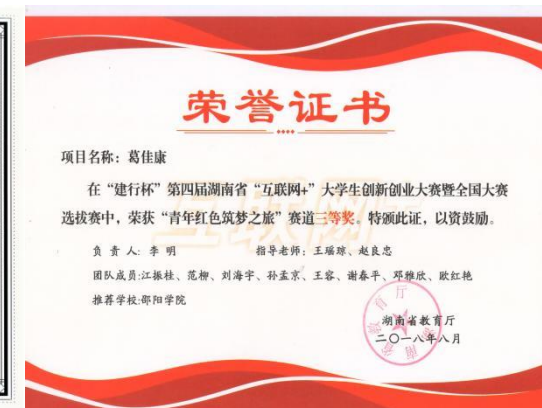 荣誉证书
项目名称：葛佳康
在“建行杯”第四届湖南省“互联网+”大学生创新创业大赛暨全国大赛
选拔赛中，荣获“青年红色筑梦之旅”赛道三等奖。特颁此证，以资鼓励。
负 责 人：李 明 指导老师：王瑶琼、赵良忠
团队成员:江振桂、范柳、刘海宇、孙孟京、王容、谢春平、邓雅欣、欧红艳
推荐学校:邵阳学院
湖南省教育厅
二〇一八年八月
互联网+